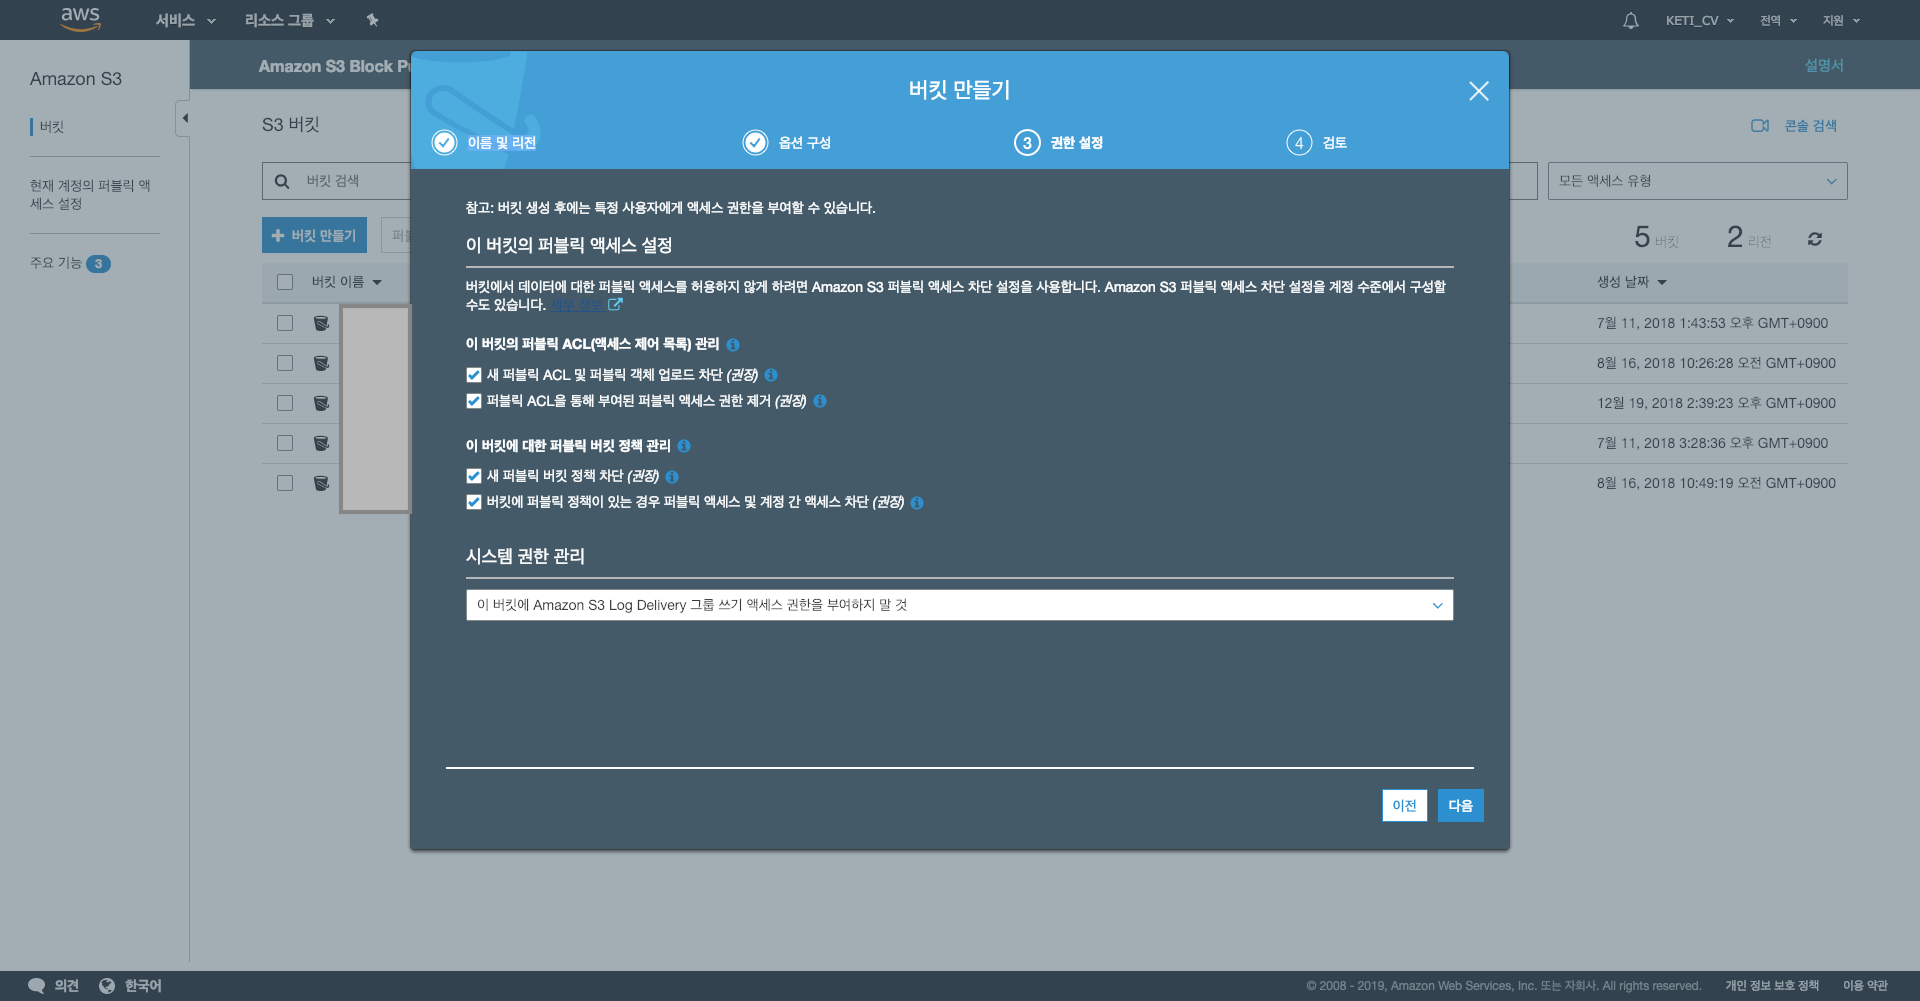 aws 서비스 리소스 그룹 KETI_CV 전역 지원
Amazon S3
버킷
현재 계정의 퍼블릭 액
세스 설정
주요 기능 3
Amazon S3 Block Pu
설명서
S3 버킷
콘솔 검색
버킷 검색
모든 액세스 유형
버킷 만들기
5 버킷 2 리전
버킷 이름
생성 날짜
7월 11, 2018 1:43:53 오후 GMT+0900
8월 16, 2018 10:26:28 오전 GMT+0900
12월 19, 2018 2:39:23 오후 GMT+0900
7월 11, 2018 3:28:36 오후 GMT+0900
8월 16, 2018 10:49:19 오전 GMT+0900
버킷 만들기
이름 및 리전 옵션 구성 3 권한 설정 4 검토
참고: 버킷 생성 후에는 특정 사용자에게 액세스 권한을 부여할 수 있습니다.
이 버킷의 퍼블릭 액세스 설정
버킷에서 데이터에 대한 퍼블릭 액세스를 허용하지 않게 하려면 Amazon S3 퍼블릭 액세스 차단 설정을 사용합니다. Amazon S3 퍼블릭 액세스 차단 설정을 계정 수준에서 구성할
수도 있습니다. 세부 정보
이 버킷의 퍼블릭 ACL(액세스 제어 목록) 관리
새 퍼블릭 ACL 및 퍼블릭 객체 업로드 차단 (권장)
퍼블릭 ACL을 통해 부여된 퍼블릭 액세스 권한 제거 (권장)
이 버킷에 대한 퍼블릭 버킷 정책 관리
새 퍼블릭 버킷 정책 차단 (권장)
버킷에 퍼블릭 정책이 있는 경우 퍼블릭 액세스 및 계정 간 액세스 차단 (권장)
시스템 권한 관리
이 버킷에 Amazon S3 Log Delivery 그룹 쓰기 액세스 권한을 부여하지 말 것
이전 다음
의견 한국어 © 2008 - 2019, Amazon Web Services, Inc. 또는 자회사. All rights reserved. 개인 정보 보호 정책 이용 약관